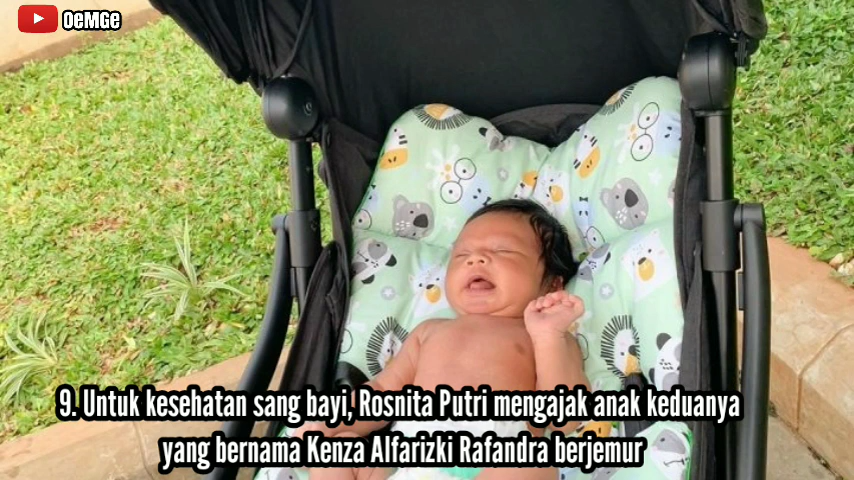 OeMGe
9. Untuk kesehatan sang bayi, Rosnita Putri mengajak anak keduanya
yang bernama Kenza Alfarizki Rafandra berjemur